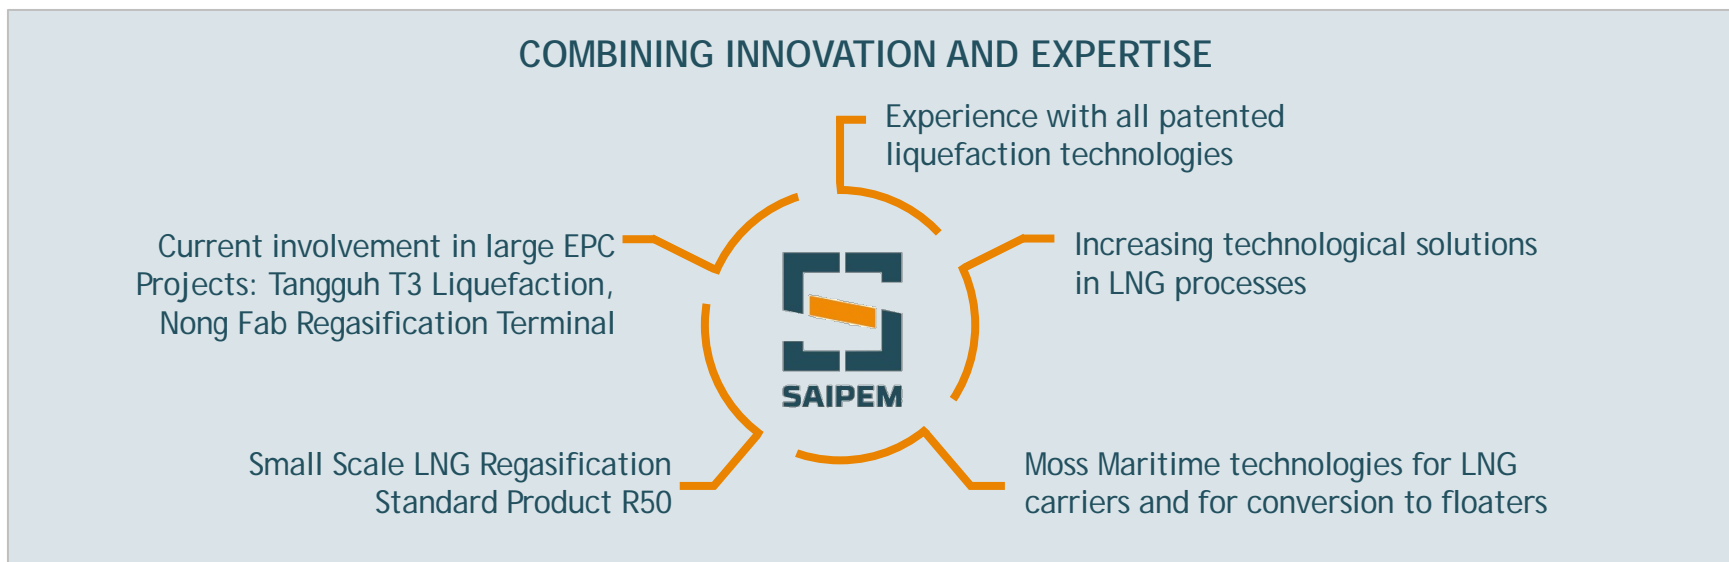 COMBINING INNOVATION AND EXPERTISE
Experience with all patented
liquefaction technologies
Increasing technological solutions
in LNG processes
Moss Maritime technologies for LNG
carriers and for conversion to floaters
Small Scale LNG Regasification
Standard Product R50
Current involvement in large EPC
Projects: Tangguh T3 Liquefaction,
Nong Fab Regasification Terminal
SAIPEM